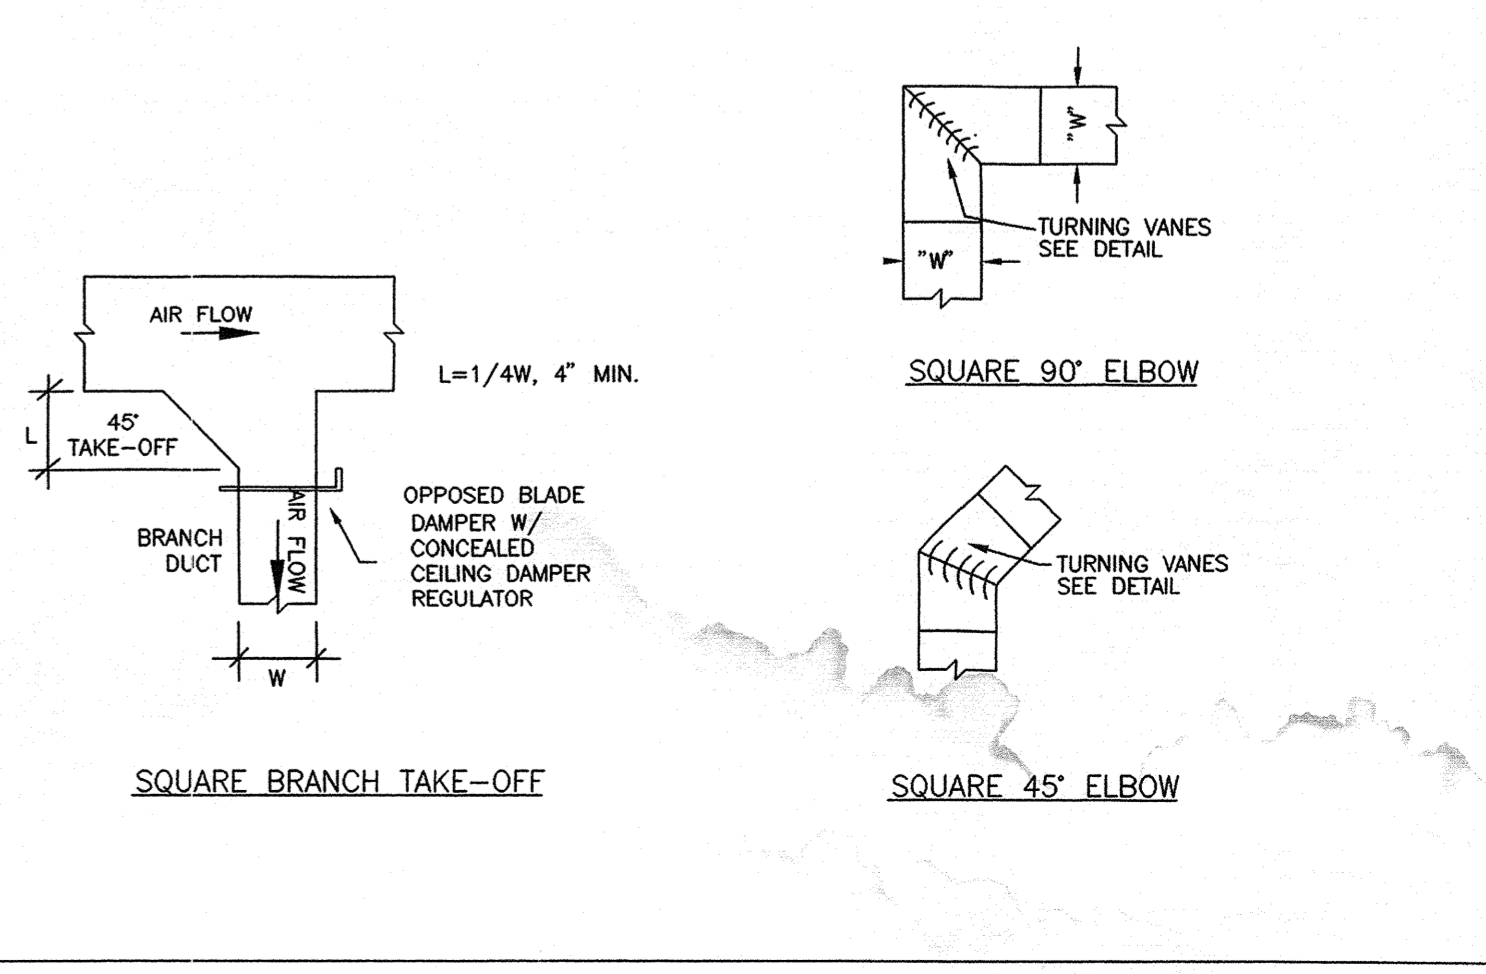 AIR FLOW
L=1/4W, 4" MIN.
L
45°
TAKE-OFF
BRANCH
DUCT
AIR FLOW
OPPOSED BLADE
DAMPER W/
CONCEALED
CEILING DAMPER
REGULATOR
W
SQUARE BRANCH TAKE-OFF
"W"
TURNING VANES
SEE DETAIL
"W"
SQUARE 90° ELBOW
TURNING VANES
SEE DETAIL
SQUARE 45° ELBOW